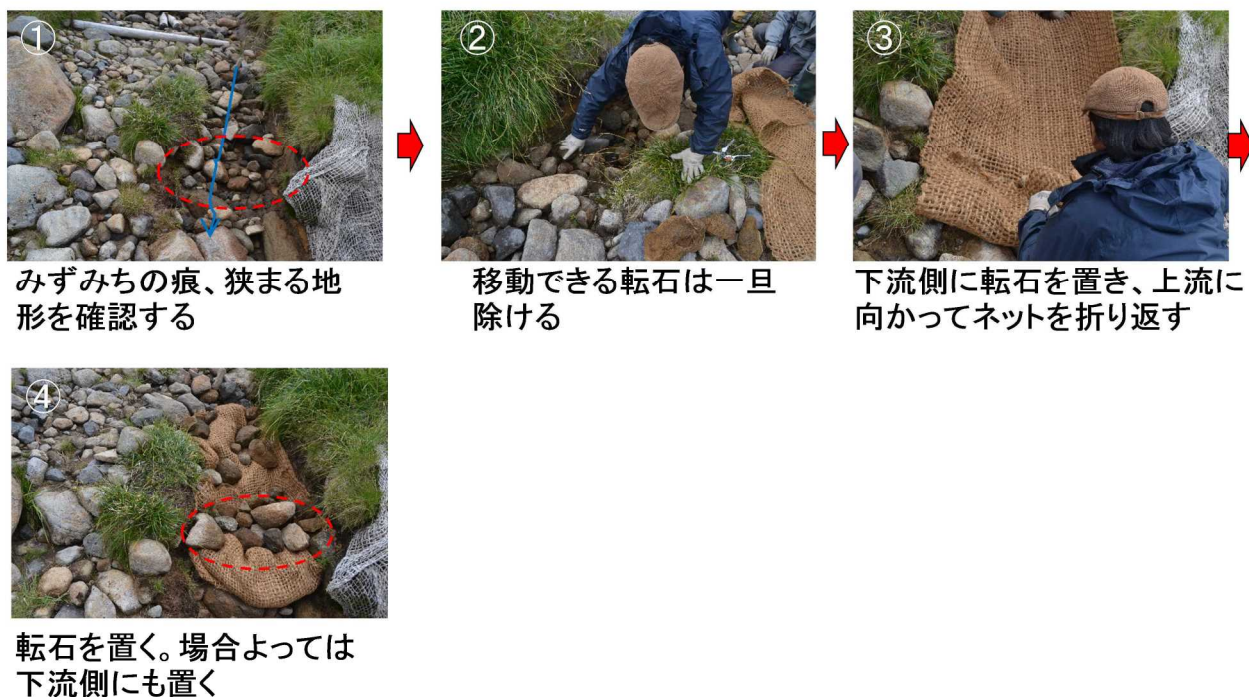 ①
みずみちの痕、狭まる地
形を確認する
②
移動できる転石は一旦
除ける
③
下流側に転石を置き、上流に
向かってネットを折り返す
④
転石を置く。場合よっては
下流側にも置く